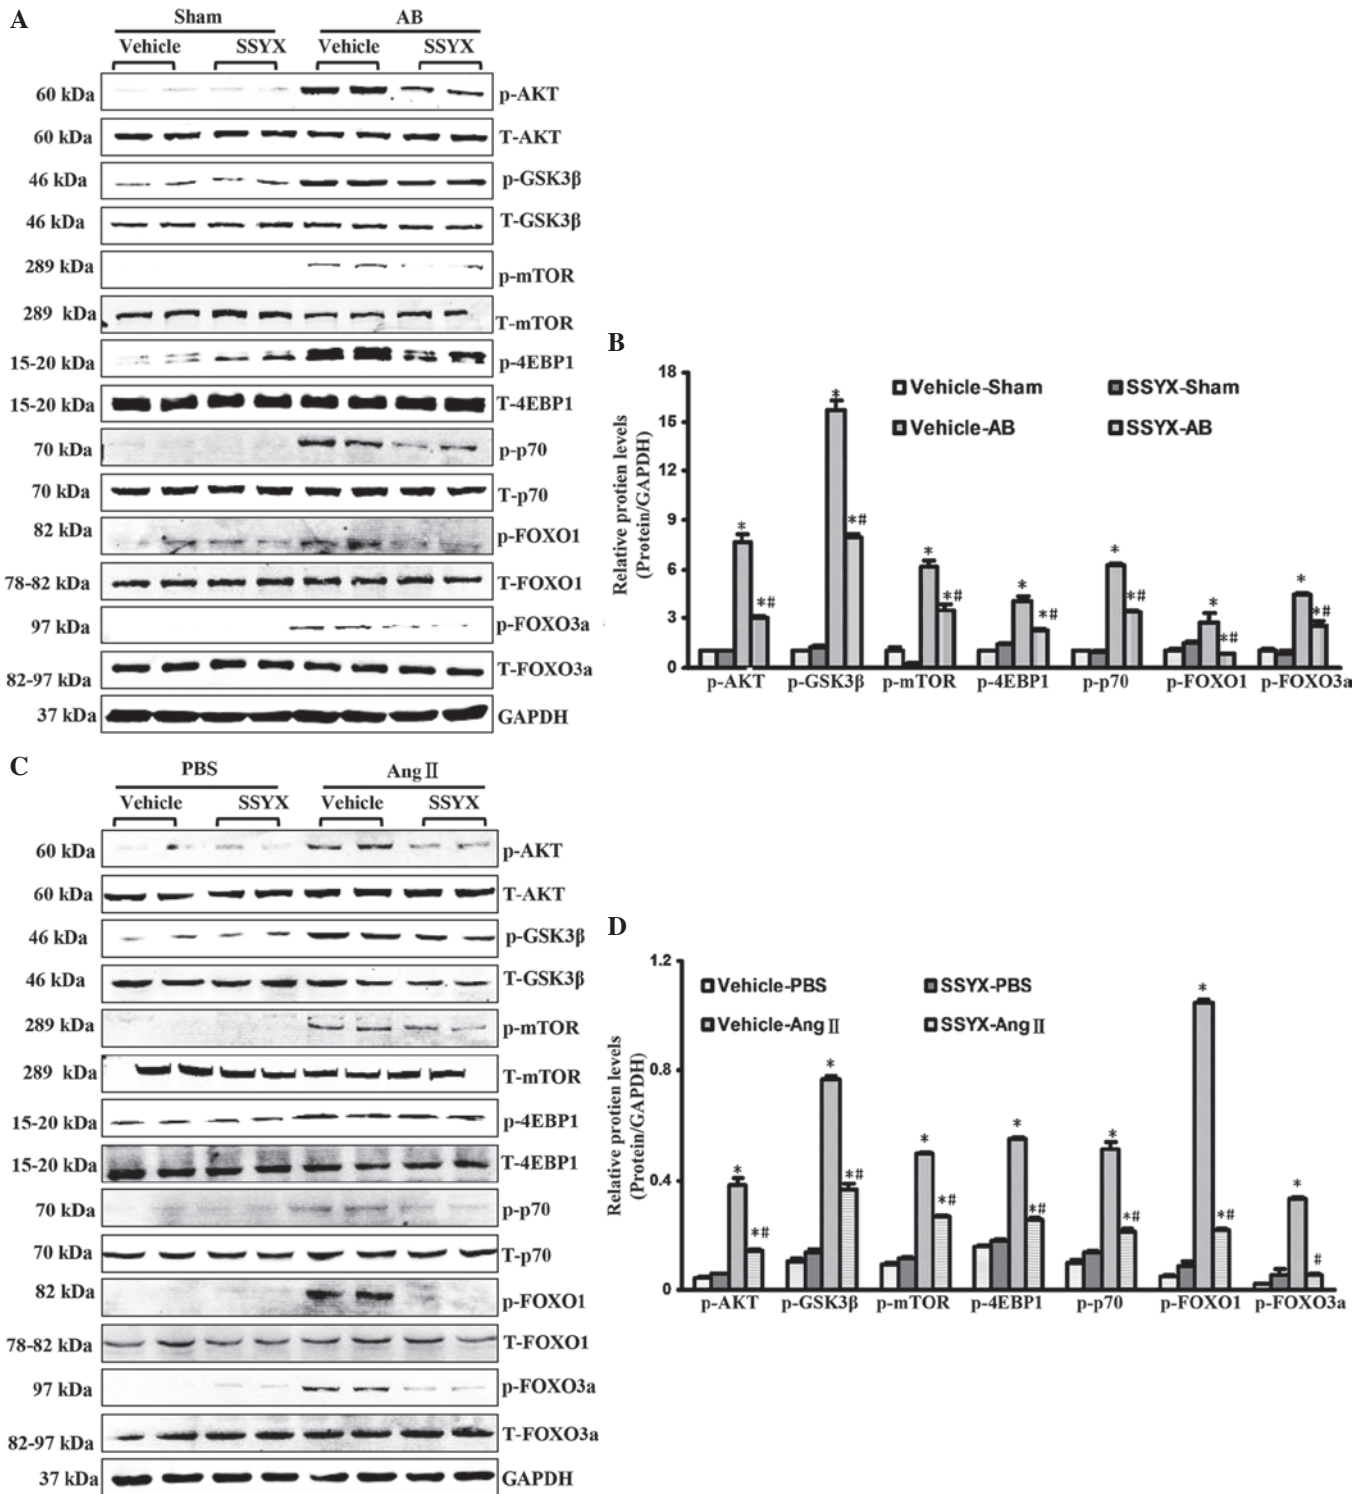 A
Sham AB
Vehicle SSYX Vehicle SSYX
60 kDa p-AKT
60 kDa T-AKT
46 kDa p-GSK3β
46 kDa T-GSK3β
289 kDa p-mTOR
289 kDa T-mTOR
15-20 kDa p-4EBP1
15-20 kDa T-4EBP1
70 kDa p-p70
70 kDa T-p70
82 kDa p-FOXO1
78-82 kDa T-FOXO1
97 kDa p-FOXO3a
82-97 kDa T-FOXO3a
37 kDa GAPDH
B
Relative protien levels
(Protein/GAPDH)
18
15
12
9
6
3
0
Vehicle-Sham SSYX-Sham
Vehicle-AB SSYX-AB
* *# * *# * *# * *# * *# * *# * *#
p-AKT p-GSK3β p-mTOR p-4EBP1 p-p70 p-FOXO1 p-FOXO3a
C
PBS Ang Ⅱ
Vehicle SSYX Vehicle SSYX
60 kDa p-AKT
60 kDa T-AKT
46 kDa p-GSK3β
46 kDa T-GSK3β
289 kDa p-mTOR
289 kDa T-mTOR
15-20 kDa p-4EBP1
15-20 kDa T-4EBP1
70 kDa p-p70
70 kDa T-p70
82 kDa p-FOXO1
78-82 kDa T-FOXO1
97 kDa p-FOXO3a
82-97 kDa T-FOXO3a
37 kDa GAPDH
D
Relative protien levels
(Protein/GAPDH)
1.2
0.8
0.4
0
Vehicle-PBS SSYX-PBS
Vehicle-Ang Ⅱ SSYX-Ang Ⅱ
* *# * *# * *# * *# * *# * *# * #
p-AKT p-GSK3β p-mTOR p-4EBP1 p-p70 p-FOXO1 p-FOXO3a